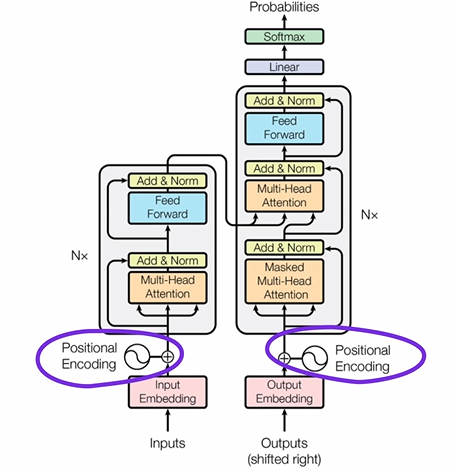 Probabilities
Softmax
Linear
Add & Norm
Feed
Forward
Add & Norm
Multi-Head
Attention
Add & Norm
Masked
Multi-Head
Attention
N×
Add & Norm
Feed
Forward
N×
Add & Norm
Multi-Head
Attention
Positional
Encoding
Positional
Encoding
Input
Embedding
Output
Embedding
Inputs
Outputs
(shifted right)